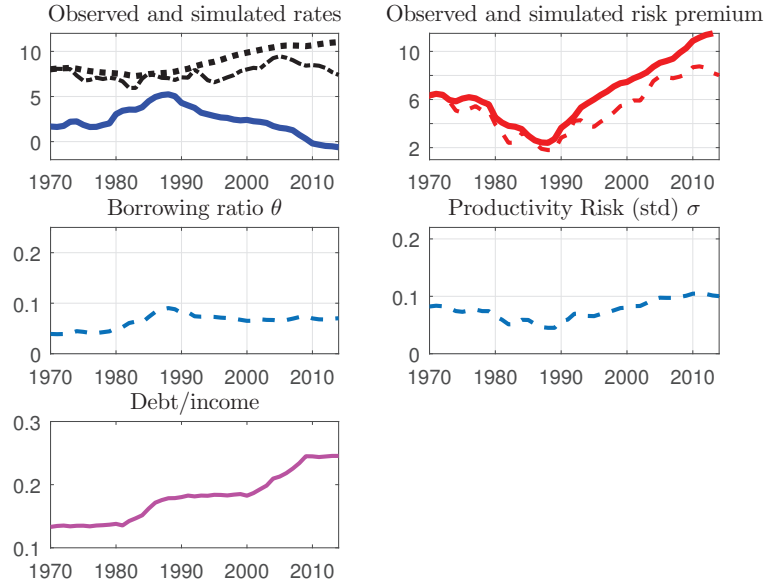 Observed and simulated rates
10
5
0
1970 1980 1990 2000 2010
Observed and simulated risk premium
10
6
2
1970 1980 1990 2000 2010
Borrowing ratio θ
0.2
0.1
0
1970 1980 1990 2000 2010
Productivity Risk (std) σ
0.2
0.1
0
1970 1980 1990 2000 2010
Debt/income
0.3
0.2
0.1
1970 1980 1990 2000 2010